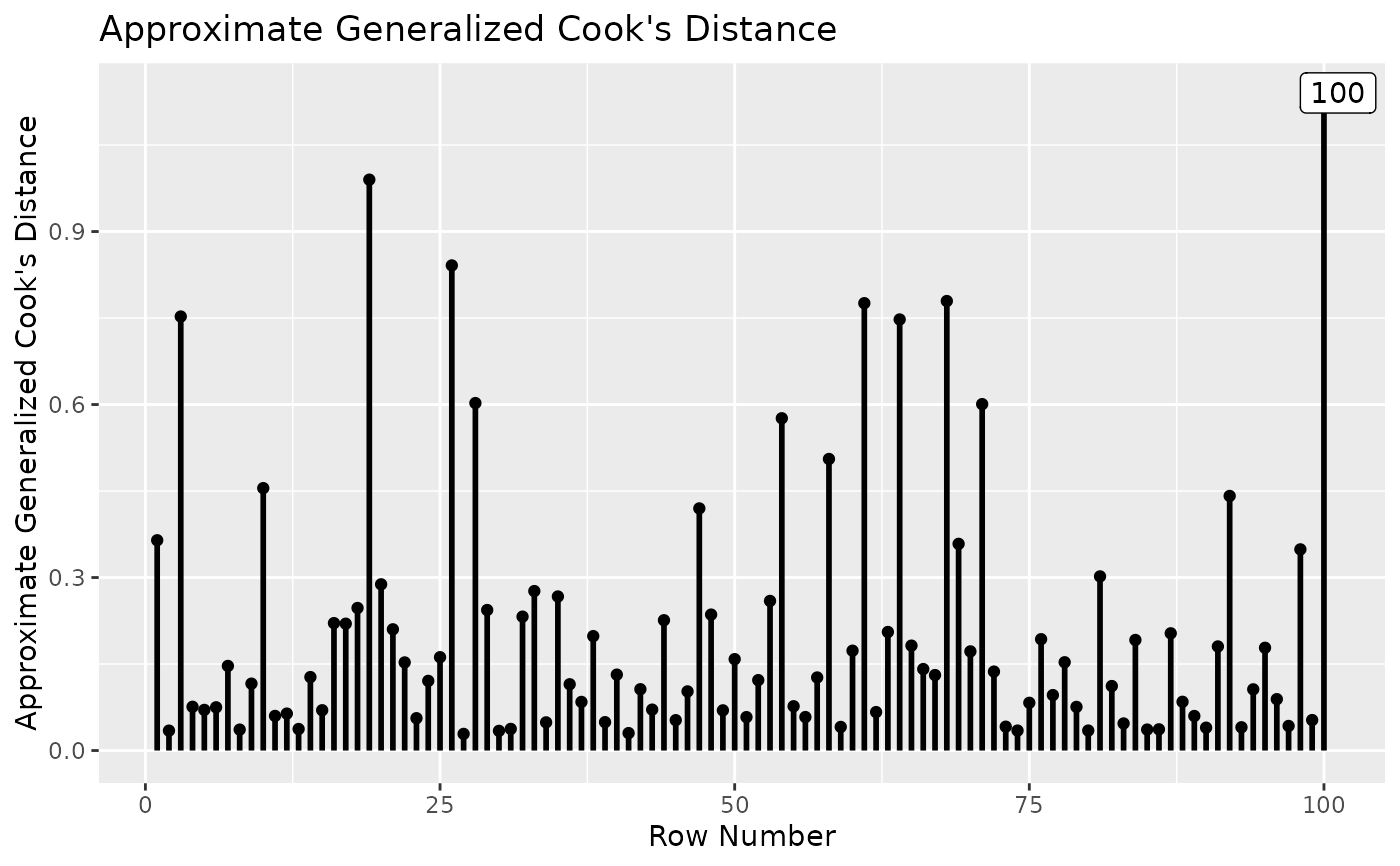 Approximate Generalized Cook's Distance
100
Approximate Generalized Cook's Distance
0.9
0.6
0.3
0.0
0 25 50 75 100
Row Number